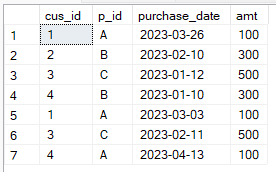 cus_id p_id purchase_date amt
1 1 A 2023-03-26 100
2 2 B 2023-02-10 300
3 3 C 2023-01-12 500
4 4 B 2023-01-10 300
5 1 A 2023-03-03 100
6 3 C 2023-02-11 500
7 4 A 2023-04-13 100